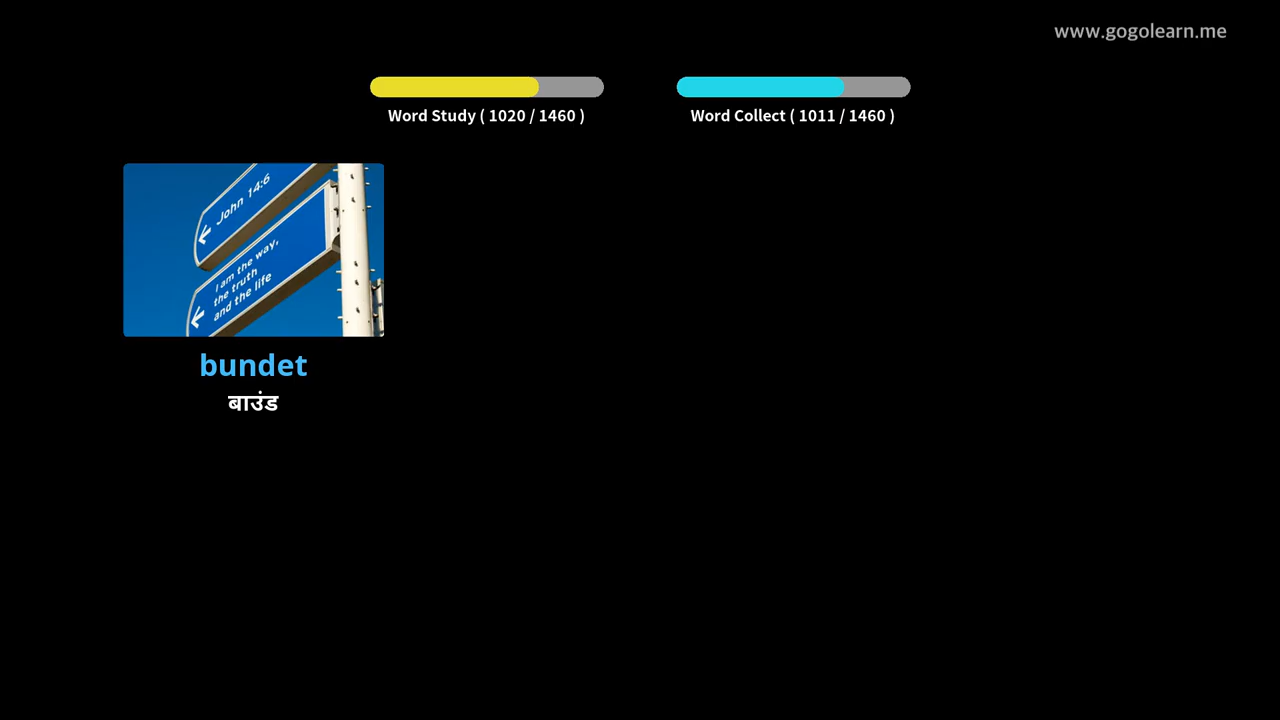 www.gogolearn.me
Word Study ( 1020 / 1460 )
Word Collect ( 1011 / 1460 )
John 14:6
I am the way,
the truth
and the life
bundet
बाउंड